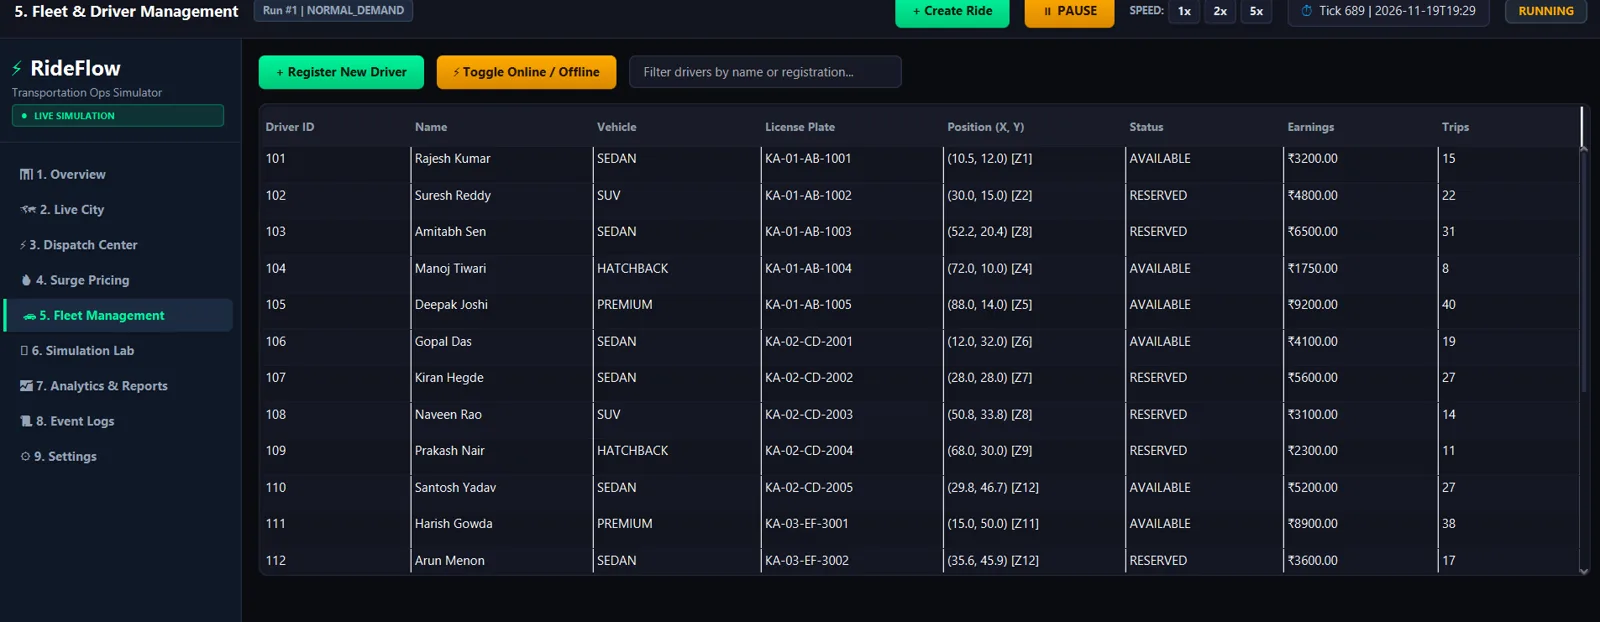 5. Fleet & Driver Management
Run #1 | NORMAL_DEMAND
+ Create Ride
⏸ PAUSE
SPEED:
1x
2x
5x
⏱ Tick 689 | 2026-11-19T19:29
RUNNING
⚡ RideFlow
Transportation Ops Simulator
● LIVE SIMULATION
1. Overview
2. Live City
⚡ 3. Dispatch Center
4. Surge Pricing
5. Fleet Management
6. Simulation Lab
7. Analytics & Reports
8. Event Logs
⚙ 9. Settings
+ Register New Driver
⚡ Toggle Online / Offline
Filter drivers by name or registration...
Driver ID Name Vehicle License Plate Position (X, Y) Status Earnings Trips
101 Rajesh Kumar SEDAN KA-01-AB-1001 (10.5, 12.0) [Z1] AVAILABLE ₹3200.00 15
102 Suresh Reddy SUV KA-01-AB-1002 (30.0, 15.0) [Z2] RESERVED ₹4800.00 22
103 Amitabh Sen SEDAN KA-01-AB-1003 (52.2, 20.4) [Z8] RESERVED ₹6500.00 31
104 Manoj Tiwari HATCHBACK KA-01-AB-1004 (72.0, 10.0) [Z4] AVAILABLE ₹1750.00 8
105 Deepak Joshi PREMIUM KA-01-AB-1005 (88.0, 14.0) [Z5] AVAILABLE ₹9200.00 40
106 Gopal Das SEDAN KA-02-CD-2001 (12.0, 32.0) [Z6] AVAILABLE ₹4100.00 19
107 Kiran Hegde SEDAN KA-02-CD-2002 (28.0, 28.0) [Z7] RESERVED ₹5600.00 27
108 Naveen Rao SUV KA-02-CD-2003 (50.8, 33.8) [Z8] RESERVED ₹3100.00 14
109 Prakash Nair HATCHBACK KA-02-CD-2004 (68.0, 30.0) [Z9] RESERVED ₹2300.00 11
110 Santosh Yadav SEDAN KA-02-CD-2005 (29.8, 46.7) [Z12] AVAILABLE ₹5200.00 27
111 Harish Gowda PREMIUM KA-03-EF-3001 (15.0, 50.0) [Z11] AVAILABLE ₹8900.00 38
112 Arun Menon SEDAN KA-03-EF-3002 (35.6, 45.9) [Z12] RESERVED ₹3600.00 17